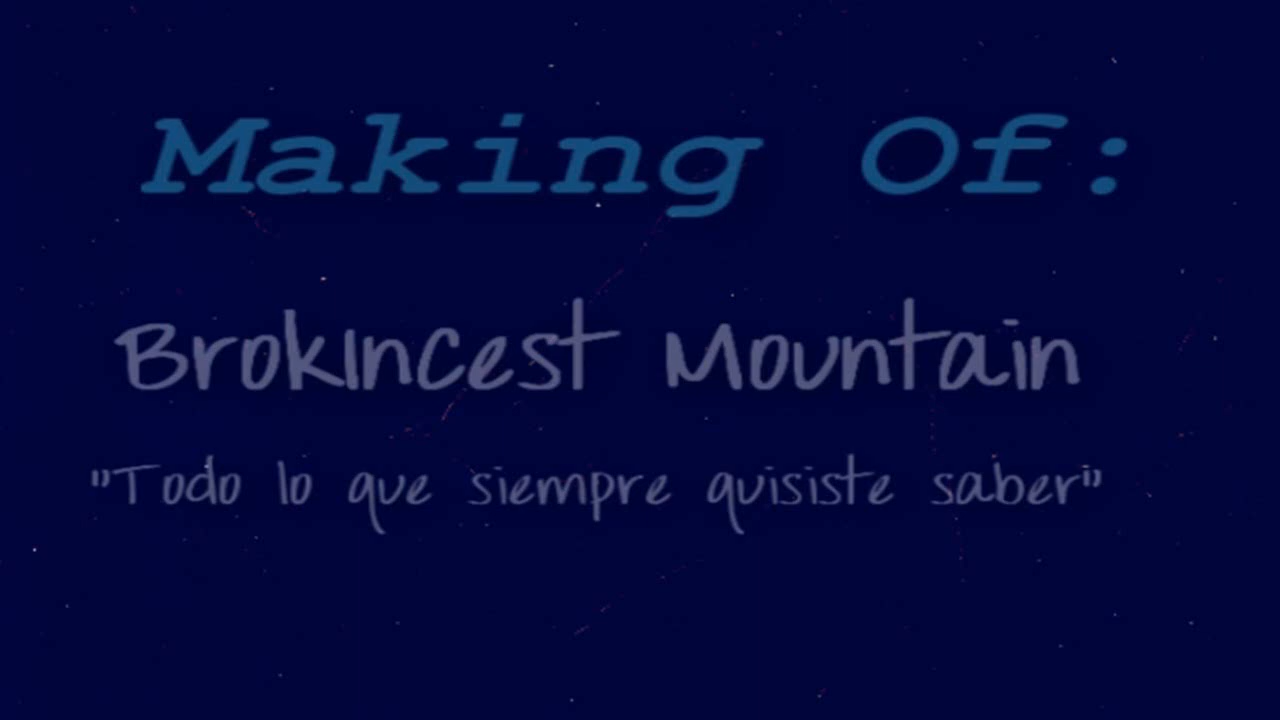 Making Of:
BrokIncest Mountain
"Todo lo que siempre quisiste saber"